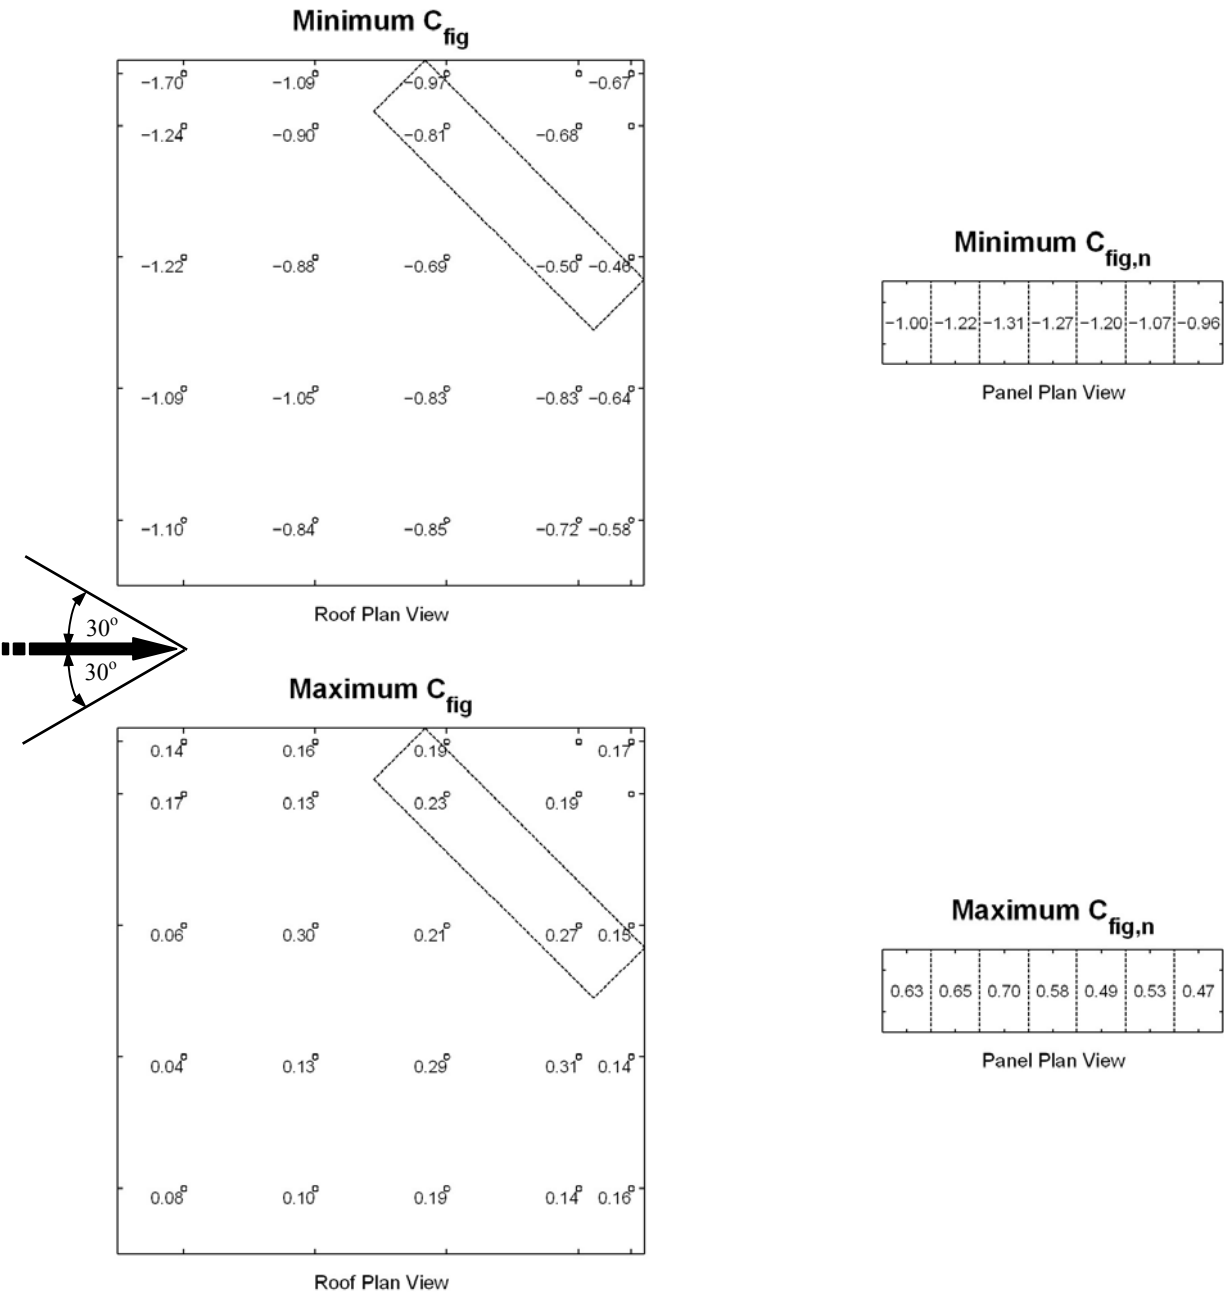 Minimum C_fig
−1.70 −1.09 −0.97 −0.67
−1.24 −0.90 −0.81 −0.68
−1.22 −0.88 −0.69 −0.50 −0.46
−1.09 −1.05 −0.83 −0.83 −0.64
−1.10 −0.84 −0.85 −0.72 −0.58
Roof Plan View
Minimum C_fig,n
−1.00 −1.22 −1.31 −1.27 −1.20 −1.07 −0.96
Panel Plan View
30°
30°
Maximum C_fig
0.14 0.16 0.19 0.17
0.17 0.13 0.23 0.19
0.06 0.30 0.21 0.27 0.15
0.04 0.13 0.29 0.31 0.14
0.08 0.10 0.19 0.14 0.16
Roof Plan View
Maximum C_fig,n
0.63 0.65 0.70 0.58 0.49 0.53 0.47
Panel Plan View